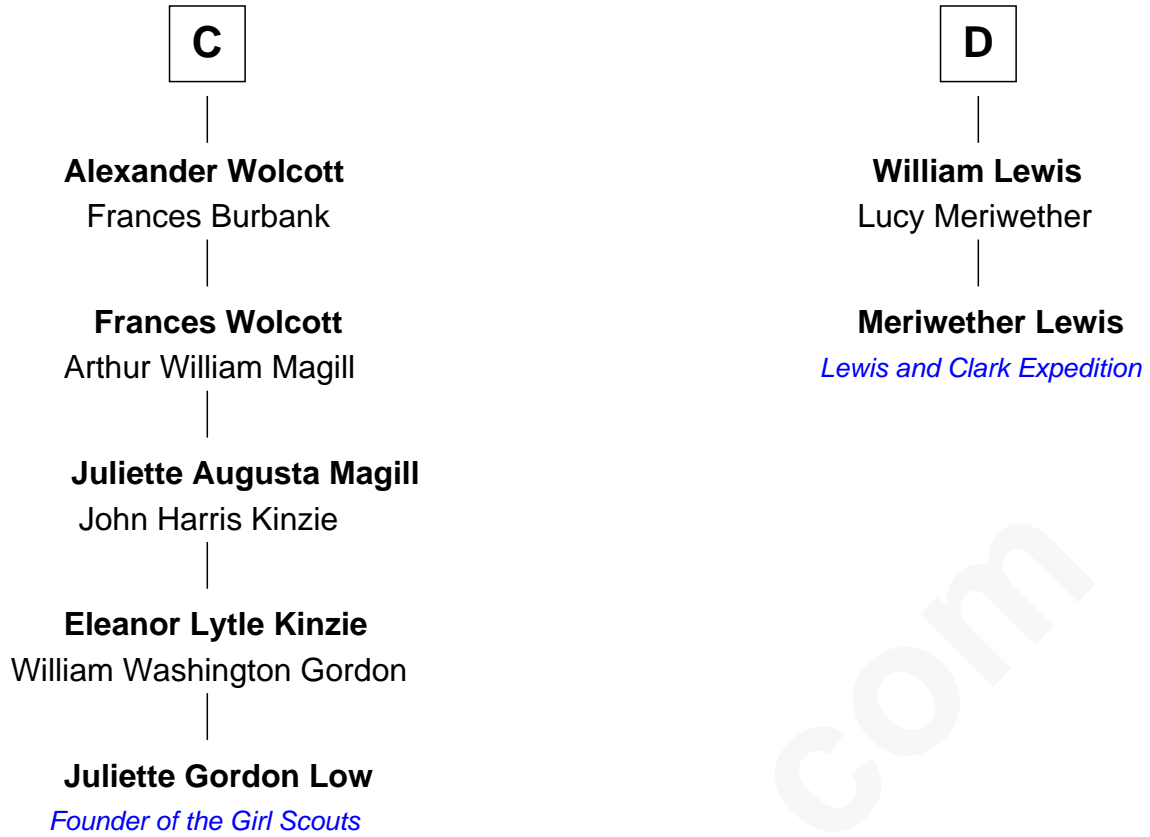 C
Alexander Wolcott
Frances Burbank
Frances Wolcott
Arthur William Magill
Juliette Augusta Magill
John Harris Kinzie
Eleanor Lytle Kinzie
William Washington Gordon
Juliette Gordon Low
Founder of the Girl Scouts
D
William Lewis
Lucy Meriwether
Meriwether Lewis
Lewis and Clark Expedition
com